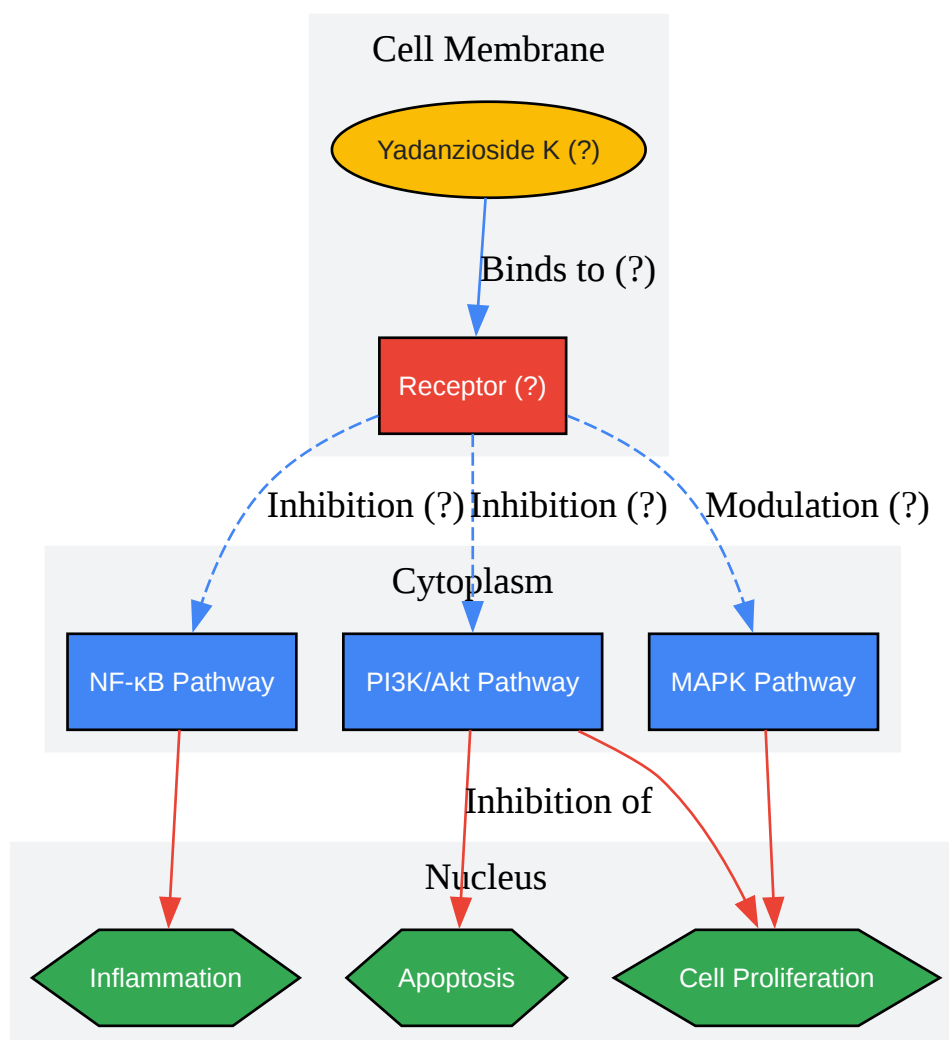 Cell Membrane
Yadanzioside K (?)
Binds to (?)
Receptor (?)
Inhibition (?)
Inhibition (?)
Modulation (?)
Cytoplasm
NF-κB Pathway
PI3K/Akt Pathway
MAPK Pathway
Inhibition of
Nucleus
Inflammation
Apoptosis
Cell Proliferation